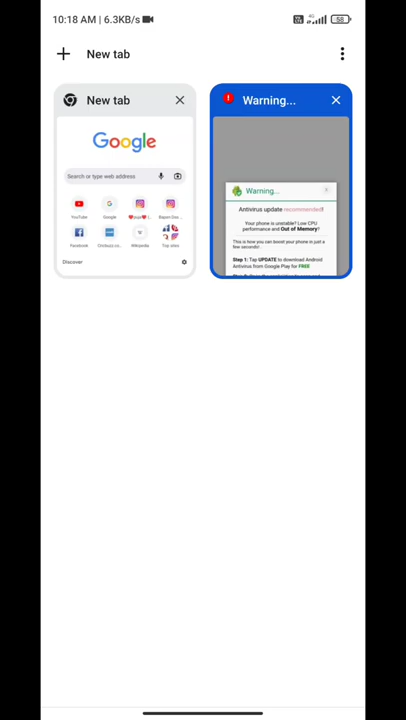 10:18 AM | 6.3KB/s
4G
58
New tab
New tab
Google
Search or type web address
YouTube
Google
Facebook
Cricbuzz.co...
Wikipedia
Top sites
Discover
Warning...
Warning...
Antivirus update recommended!
Your phone is unstable? Low CPU
performance and Out of Memory?
This is how you can boost your phone in just a
few seconds!:
Step 1: Tap UPDATE to download Android
Antivirus from Google Play for FREE